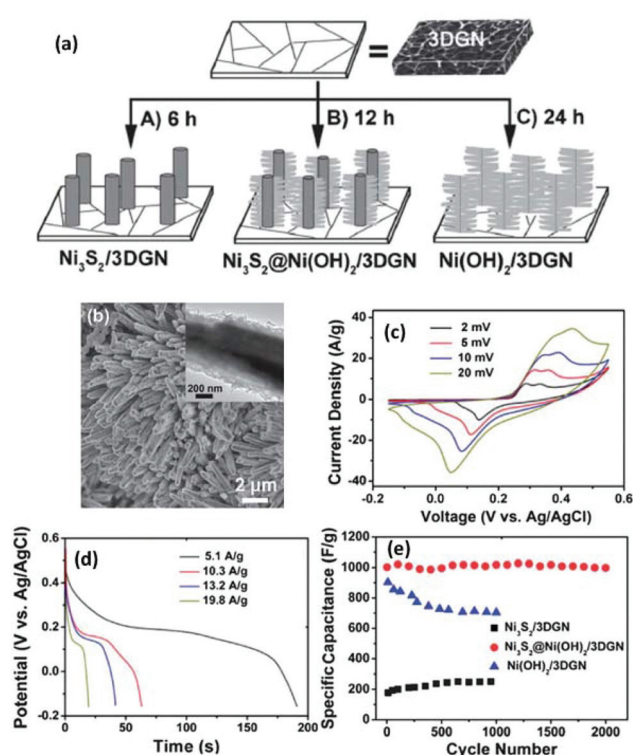 (a)
3DGN
=
A) 6 h
B) 12 h
C) 24 h
Ni₃S₂/3DGN
Ni₃S₂@Ni(OH)₂/3DGN
Ni(OH)₂/3DGN
(b)
200 nm
2 μm
(c)
Current Density (A/g)
40
20
0
-20
-40
2 mV
5 mV
10 mV
20 mV
-0.2
0.0
0.2
0.4
0.6
Voltage (V vs. Ag/AgCl)
(d)
Potential (V vs. Ag/AgCl)
0.6
0.4
0.2
0.0
-0.2
5.1 A/g
10.3 A/g
13.2 A/g
19.8 A/g
0
50
100
150
200
Time (s)
(e)
Specific Capacitance (F/g)
1200
1000
800
600
400
200
0
Ni₃S₂/3DGN
Ni₃S₂@Ni(OH)₂/3DGN
Ni(OH)₂/3DGN
0
500
1000
1500
2000
Cycle Number